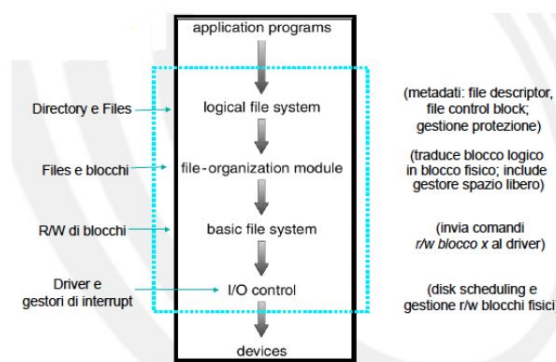 application programs
Directory e Files
logical file system
(metadati: file descriptor,
file control block;
gestione protezione)
Files e blocchi
file-organization module
(traduce blocco logico
in blocco fisico; include
gestore spazio libero)
R/W di blocchi
basic file system
(invia comandi
r/w blocco x al driver)
Driver e
gestori di interrupt
I/O control
(disk scheduling e
gestione r/w blocchi fisici
devices